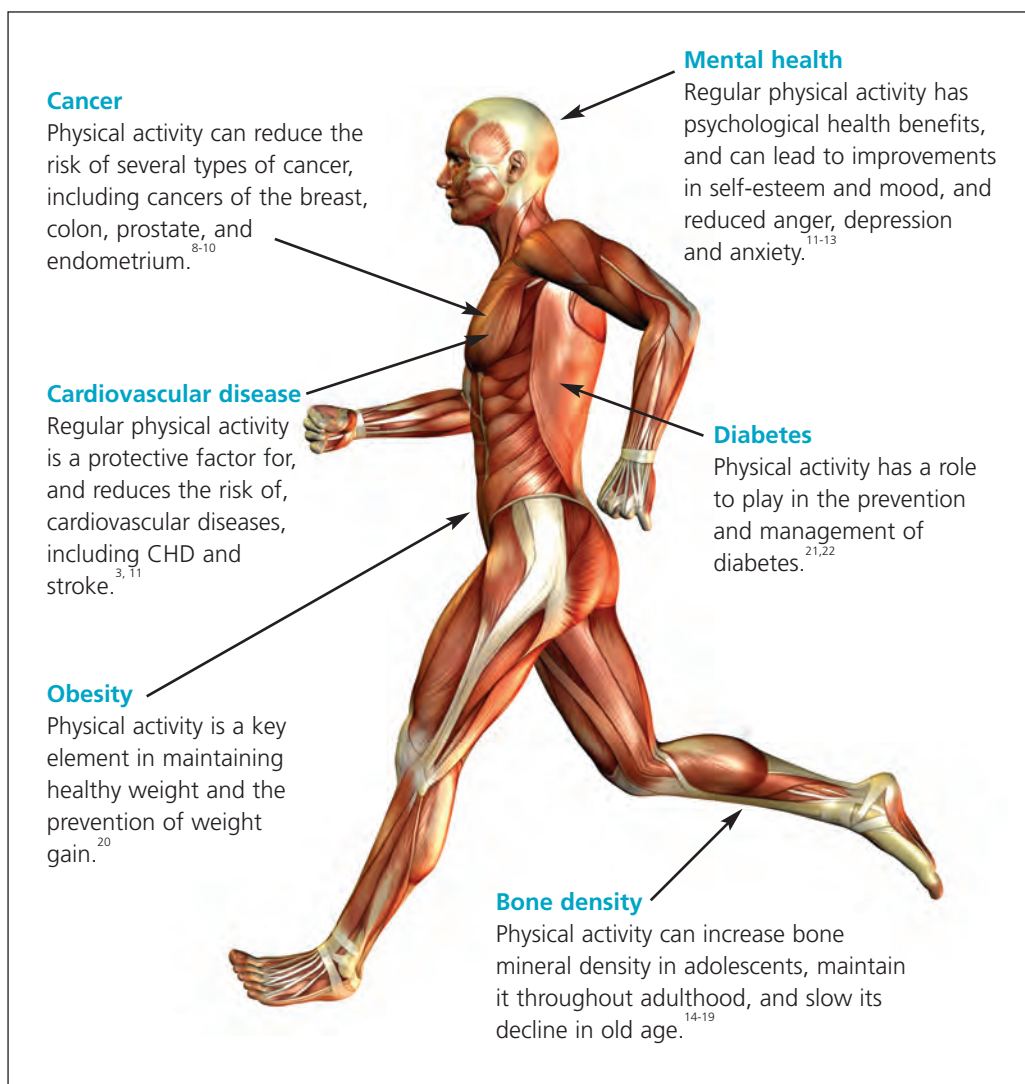 Cancer
Physical activity can reduce the
risk of several types of cancer,
including cancers of the breast,
colon, prostate, and
endometrium.8-10
Mental health
Regular physical activity has
psychological health benefits,
and can lead to improvements
in self-esteem and mood, and
reduced anger, depression
and anxiety.11-13
Cardiovascular disease
Regular physical activity
is a protective factor for,
and reduces the risk of,
cardiovascular diseases,
including CHD and
stroke.3, 11
Diabetes
Physical activity has a role
to play in the prevention
and management of
diabetes.21,22
Obesity
Physical activity is a key
element in maintaining
healthy weight and the
prevention of weight
gain.20
Bone density
Physical activity can increase bone
mineral density in adolescents, maintain
it throughout adulthood, and slow its
decline in old age.14-19